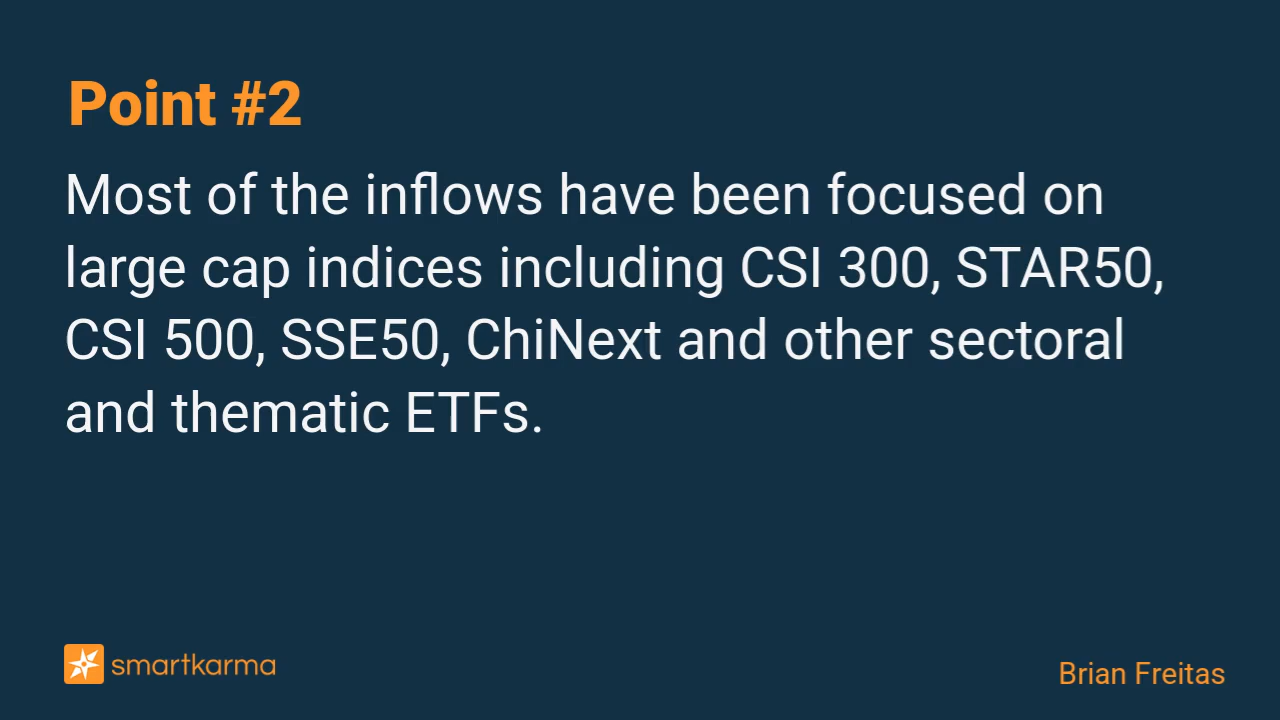 Point #2
Most of the inflows have been focused on
large cap indices including CSI 300, STAR50,
CSI 500, SSE50, ChiNext and other sectoral
and thematic ETFs.
smartkarma
Brian Freitas